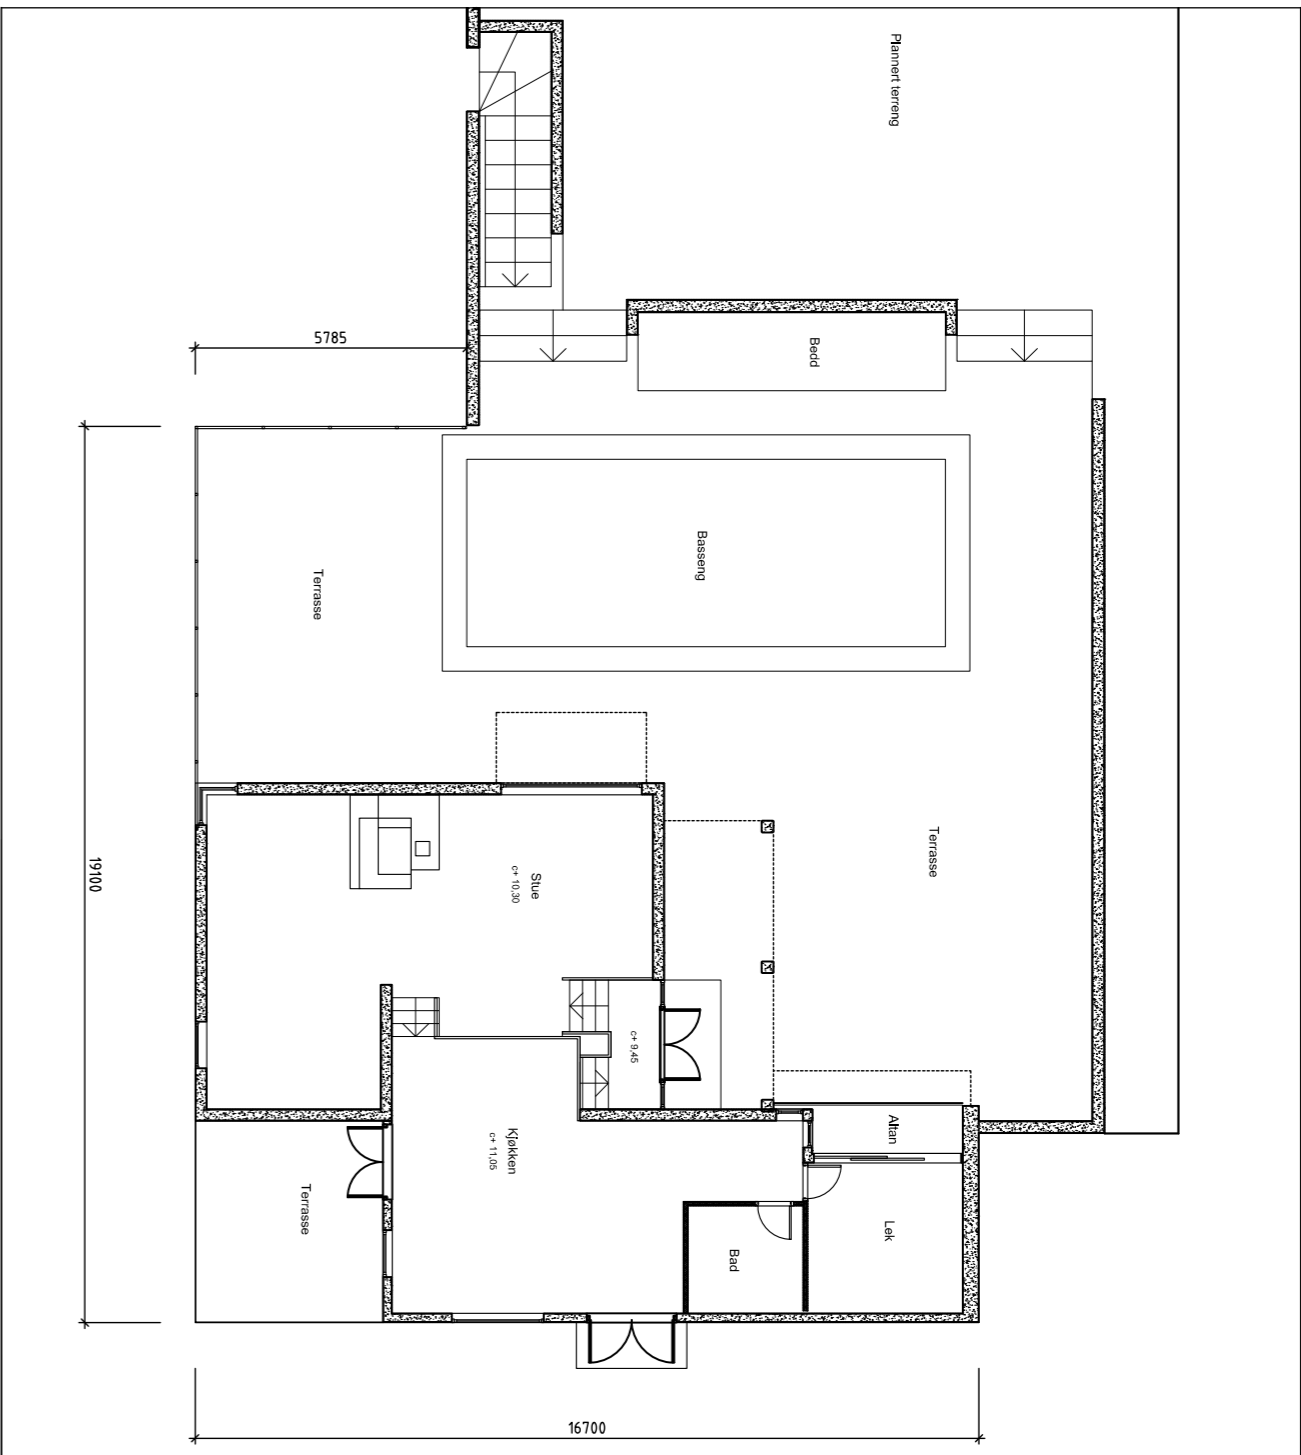 Plannert terreng
5785
Bedd
Basseng
Terrasse
Terrasse
19100
Stue
c+ 10,30
c+ 9,45
Altan
Kjøkken
c+ 11,05
Terrasse
Lek
Bad
16700